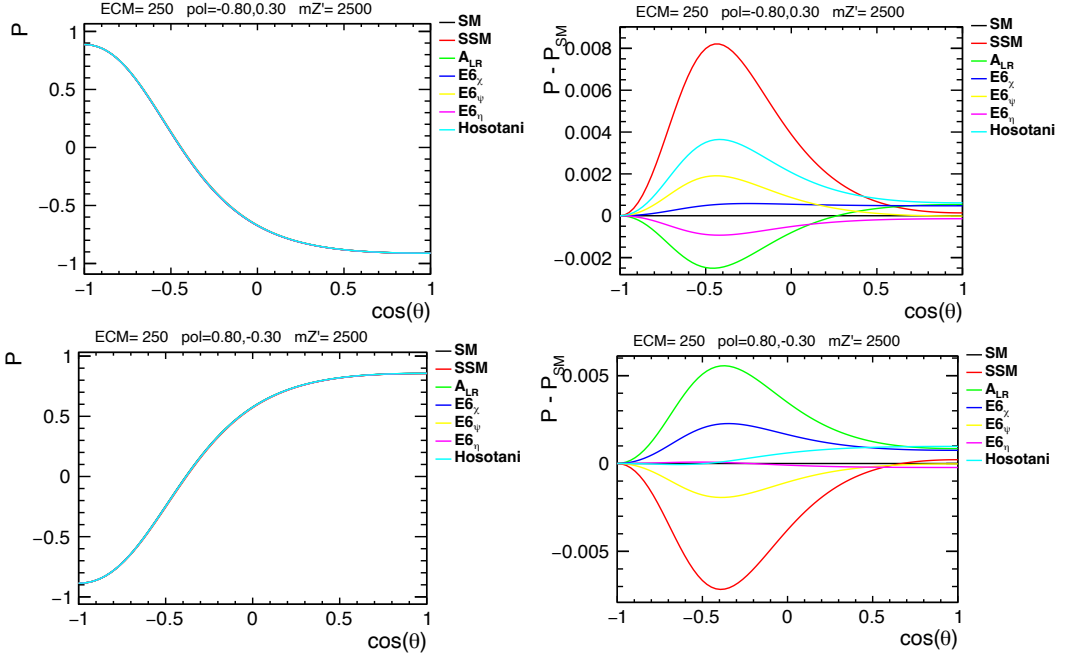 ECM= 250 pol=-0.80,0.30 mZ'= 2500
P
1
0.5
0
−0.5
−1
−1 −0.5 0 0.5 1
cos(θ)
SM
SSM
A_LR
E6_χ
E6_ψ
E6_η
Hosotani
ECM= 250 pol=-0.80,0.30 mZ'= 2500
P - P_SM
0.008
0.006
0.004
0.002
0
−0.002
−1 −0.5 0 0.5 1
cos(θ)
SM
SSM
A_LR
E6_χ
E6_ψ
E6_η
Hosotani
ECM= 250 pol=0.80,-0.30 mZ'= 2500
P
1
0.5
0
−0.5
−1
−1 −0.5 0 0.5 1
cos(θ)
SM
SSM
A_LR
E6_χ
E6_ψ
E6_η
Hosotani
ECM= 250 pol=0.80,-0.30 mZ'= 2500
P - P_SM
0.005
0
−0.005
−1 −0.5 0 0.5 1
cos(θ)
SM
SSM
A_LR
E6_χ
E6_ψ
E6_η
Hosotani